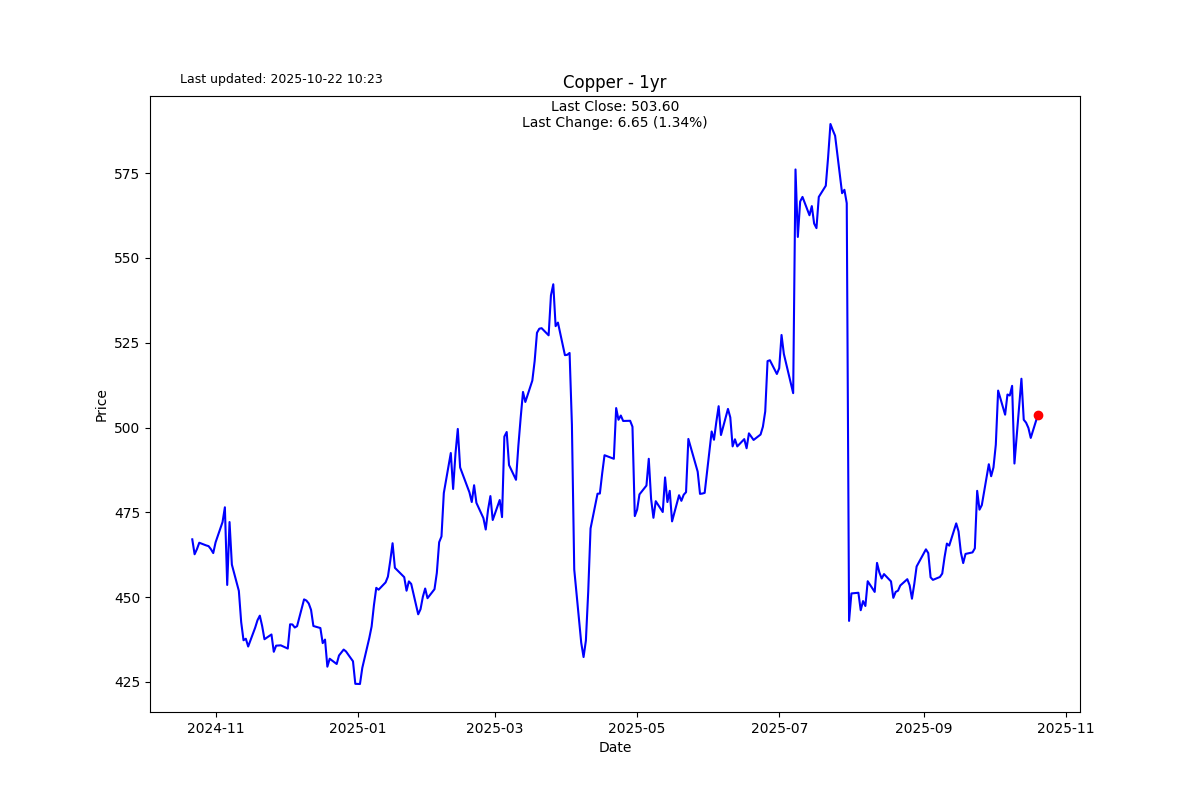 Last updated: 2025-10-22 10:23
Copper - 1yr
Last Close: 503.60
Last Change: 6.65 (1.34%)
Price
575
550
525
500
475
450
425
2024-11
2025-01
2025-03
2025-05
2025-07
2025-09
2025-11
Date